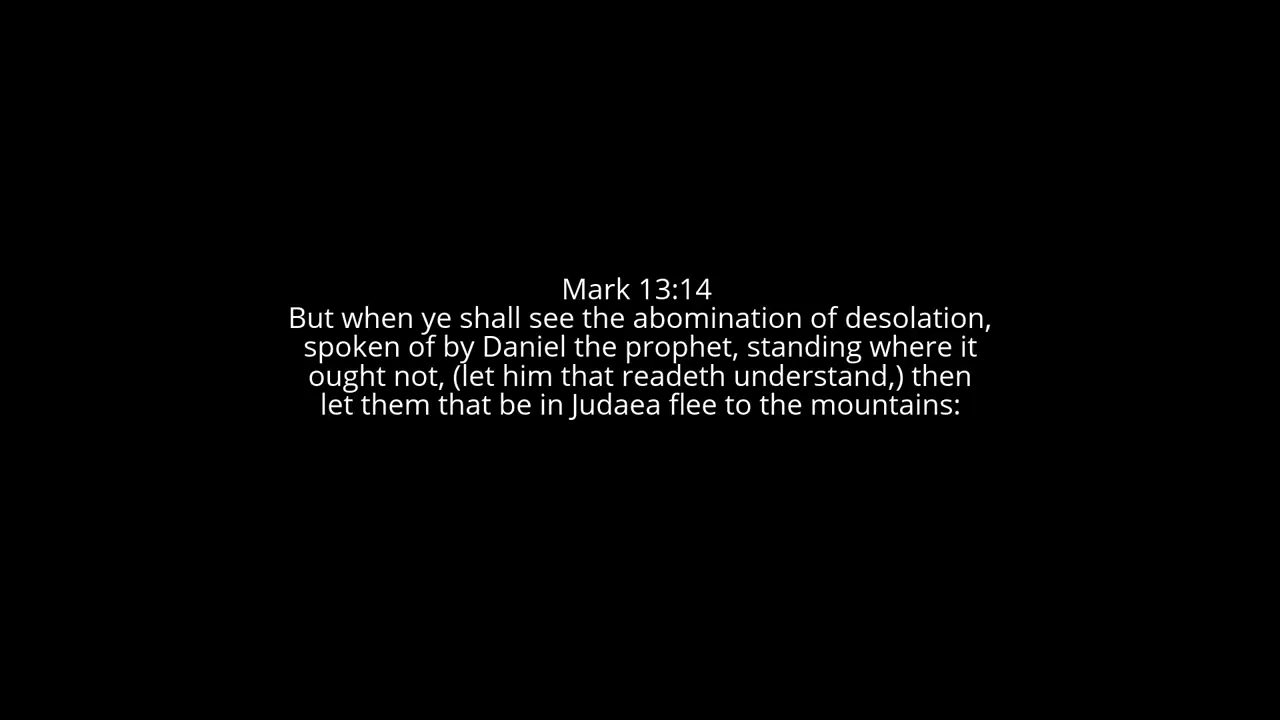 Mark 13:14
But when ye shall see the abomination of desolation,
spoken of by Daniel the prophet, standing where it
ought not, (let him that readeth understand,) then
let them that be in Judaea flee to the mountains: